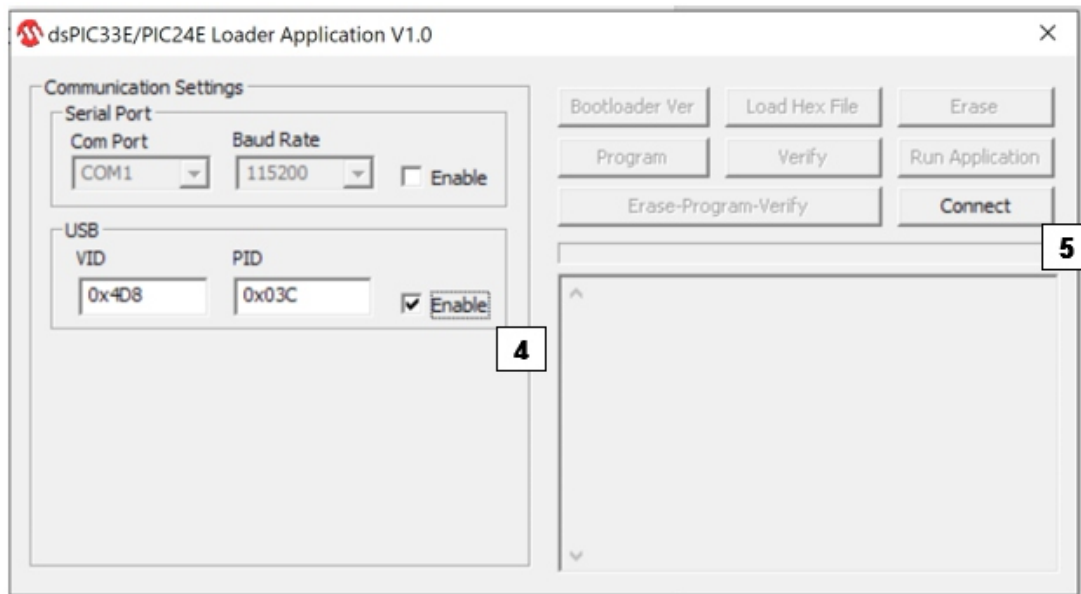 dsPIC33E/PIC24E Loader Application V1.0
Communication Settings
Serial Port
Com Port Baud Rate
COM1 115200 Enable
USB
VID PID
0x4D8 0x03C Enable
4
Bootloader Ver Load Hex File Erase
Program Verify Run Application
Erase-Program-Verify Connect
5